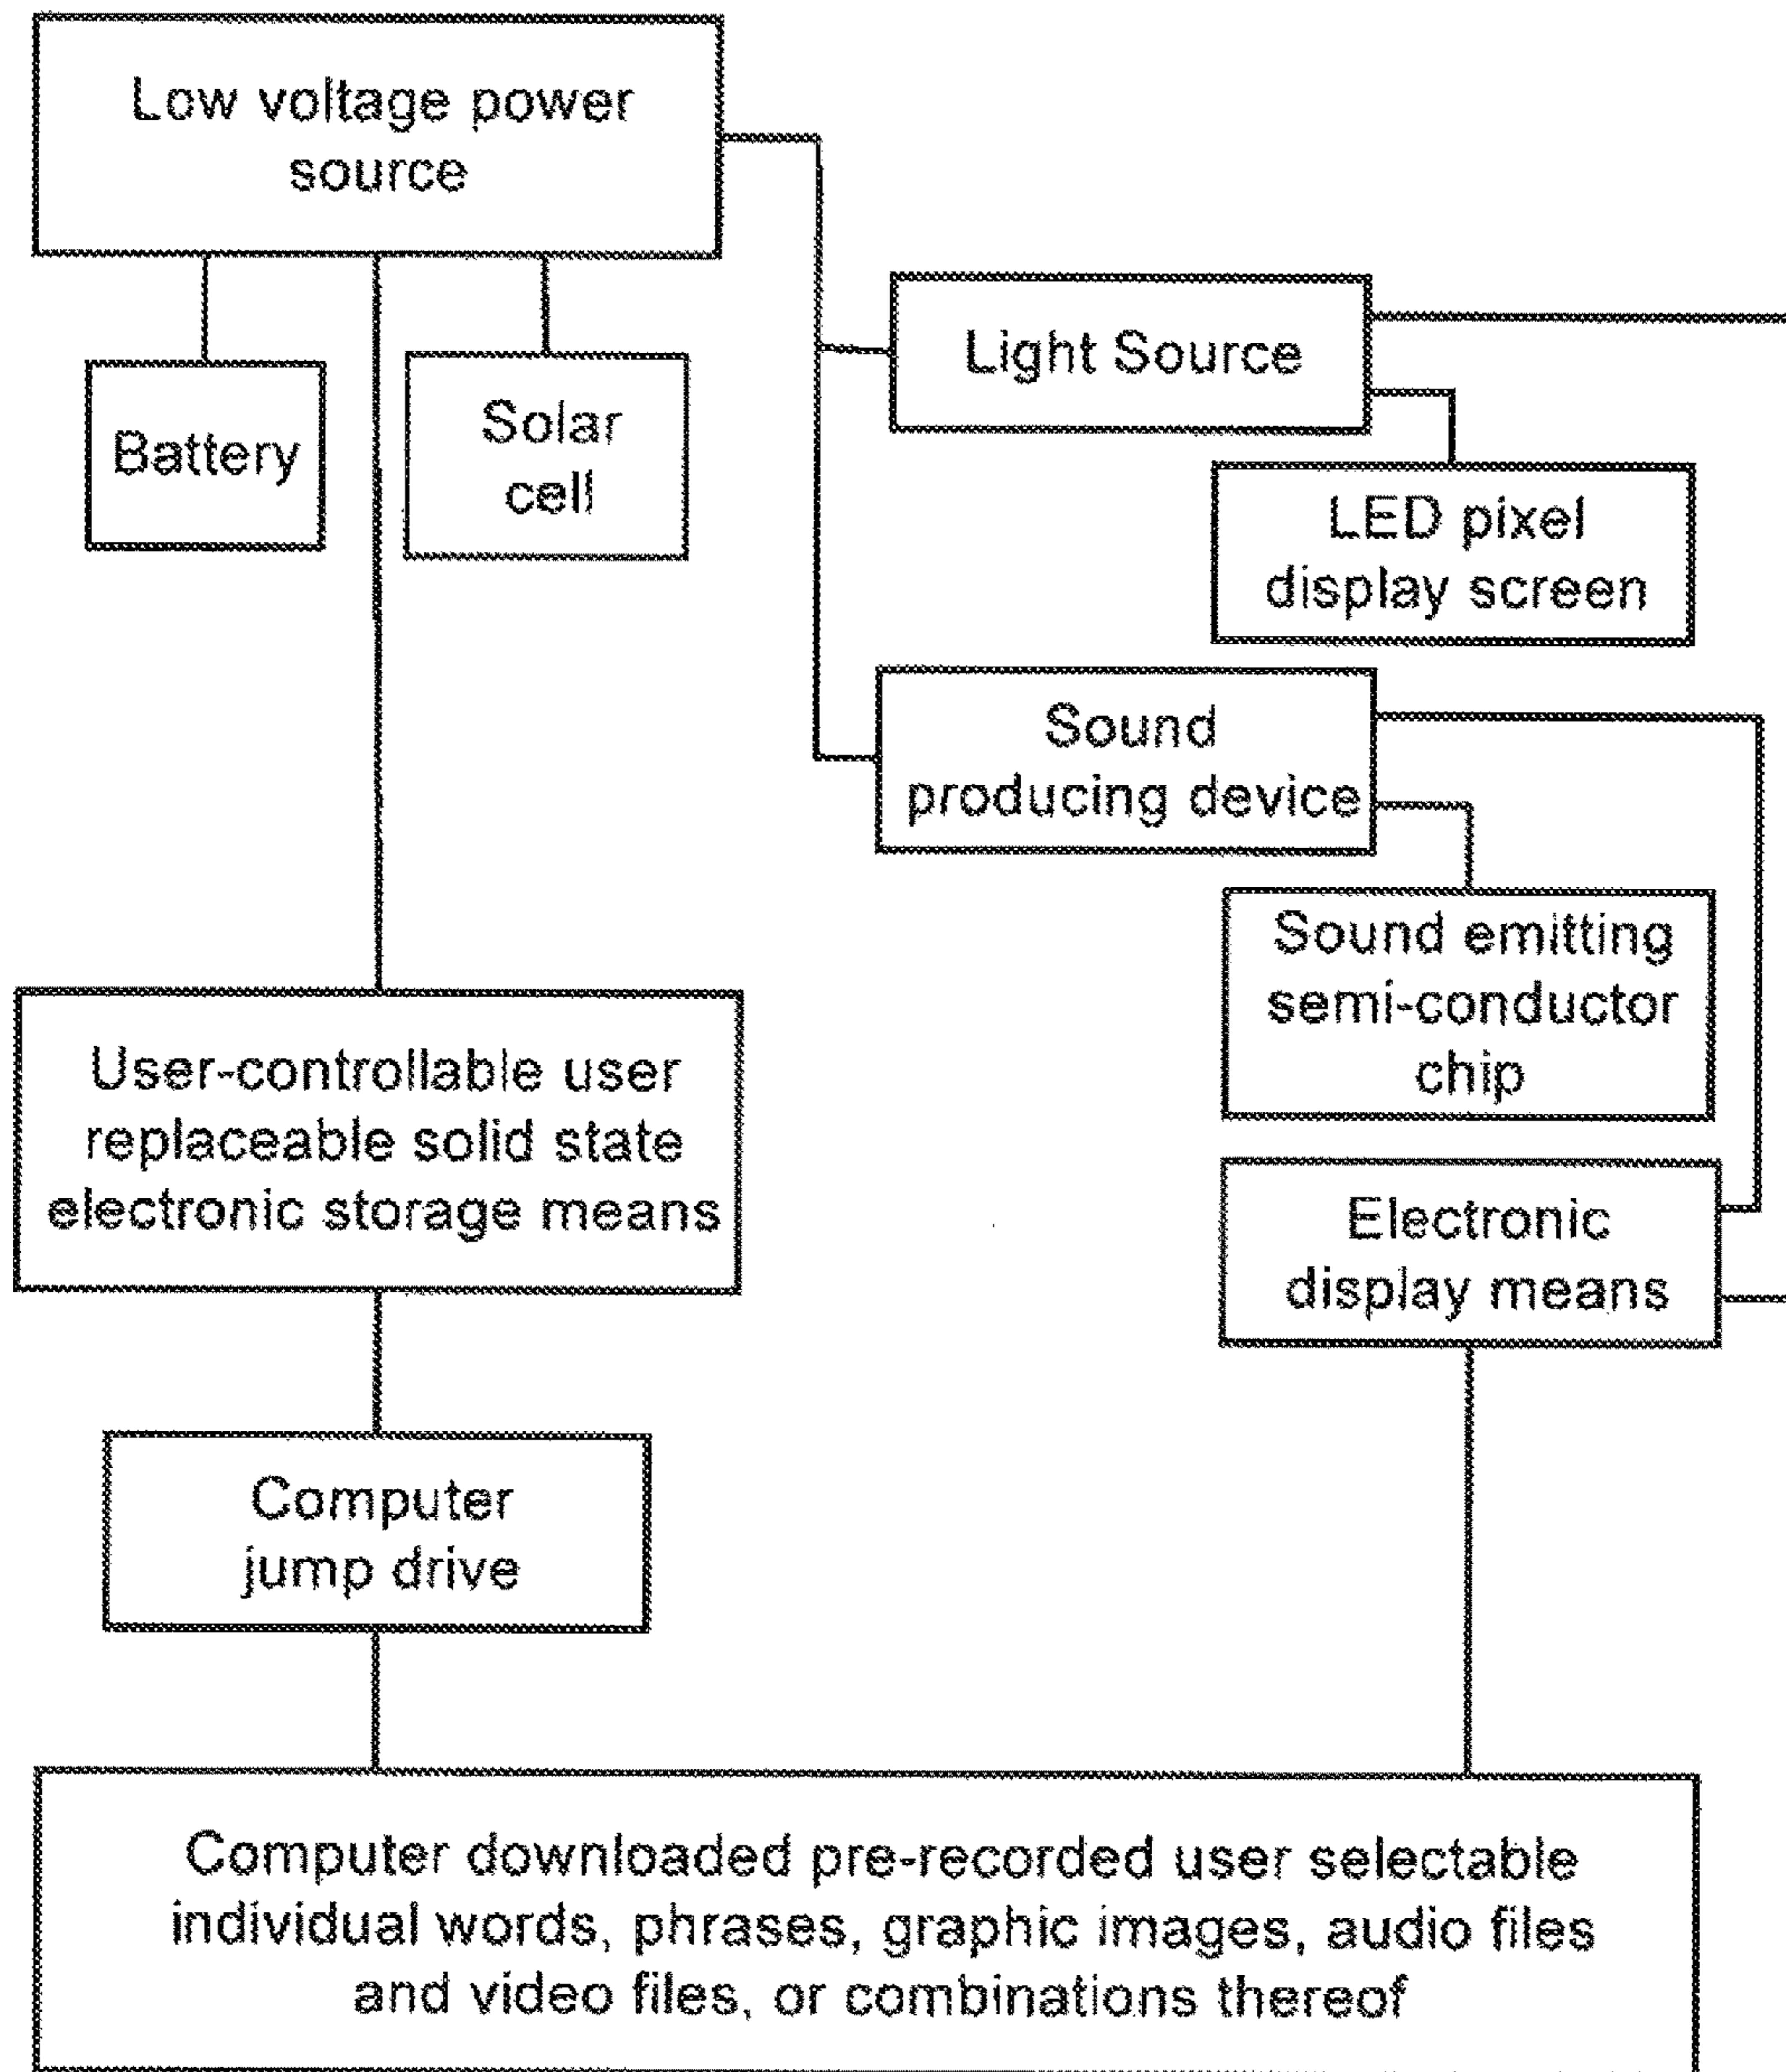 Low voltage power
source
Battery
Solar
cell
Light Source
LED pixel
display screen
Sound
producing device
Sound emitting
semi-conductor
chip
User-controllable user
replaceable solid state
electronic storage means
Electronic
display means
Computer
jump drive
Computer downloaded pre-recorded user selectable
individual words, phrases, graphic images, audio files
and video files, or combinations thereof